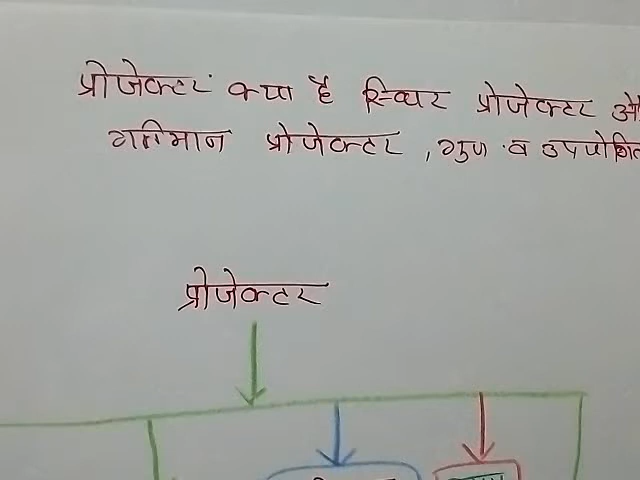 प्रोजेक्टर क्या है स्थिर प्रोजेक्टर
गतिमान प्रोजेक्टर , गुण व
प्रोजेक्टर